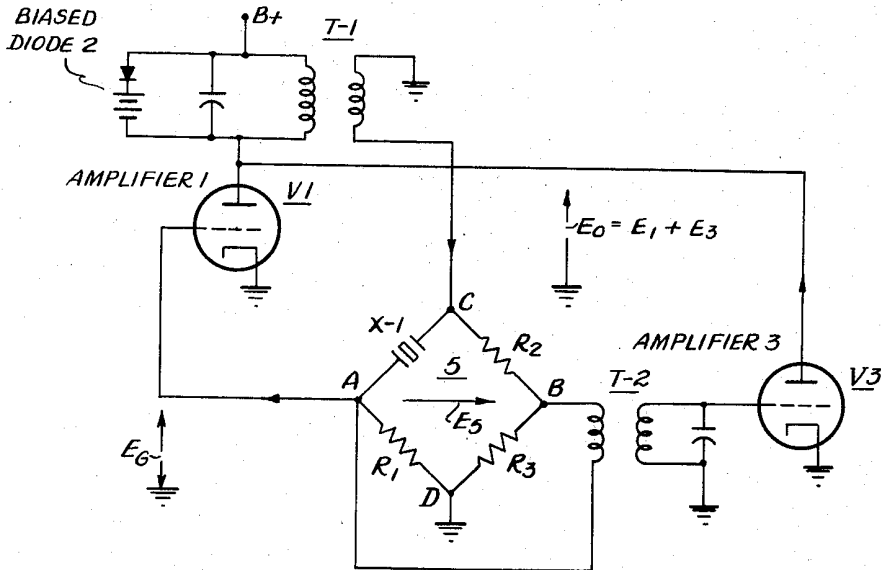 BIASED
DIODE 2
B+
T-1
AMPLIFIER 1
V1
E0 = E1 + E3
C
X-1
R2
AMPLIFIER 3
5
A
B
T-2
V3
E5
EG
R1
R3
D